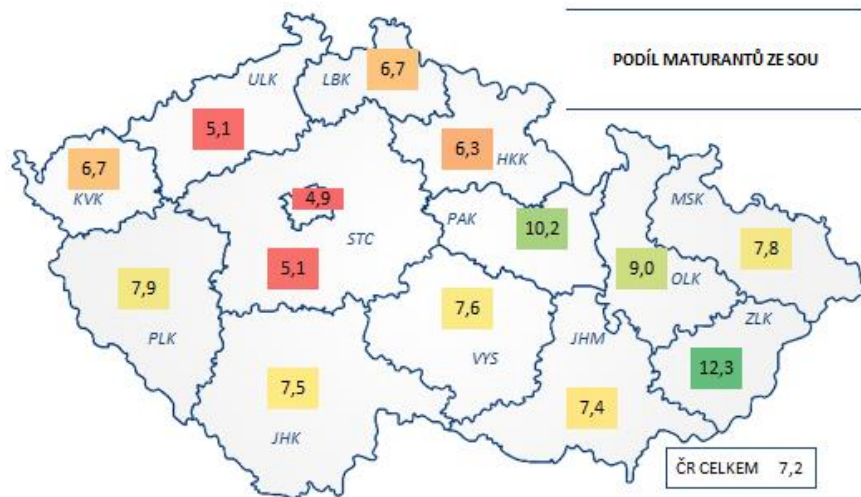 PODÍL MATURANTŮ ZE SOU
ULK
LBK
6,7
5,1
6,3
HKK
6,7
KVK
4,9
PAK
10,2
MSK
STC
5,1
9,0
OLK
7,8
7,9
PLK
7,6
VYS
JHM
ZLK
12,3
7,5
JHK
7,4
ČR CELKEM 7,2